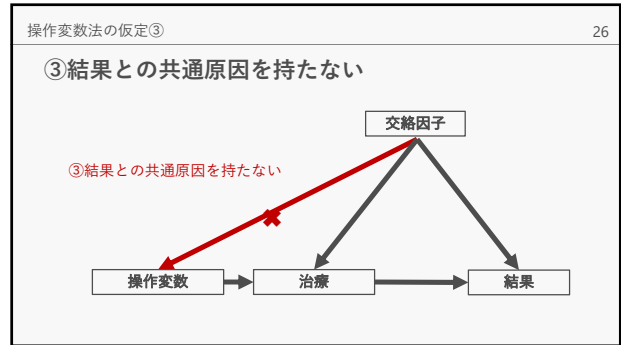 操作変数法の仮定③
26
③結果との共通原因を持たない
交絡因子
③結果との共通原因を持たない
操作変数
治療
結果